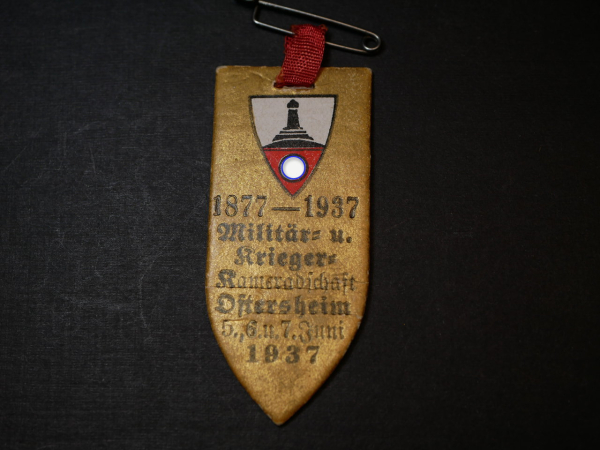 1877—1937
Militär= u.
Krieger=
Kameradschaft
Oftersheim
5., 6. u. 7. Juni
1937